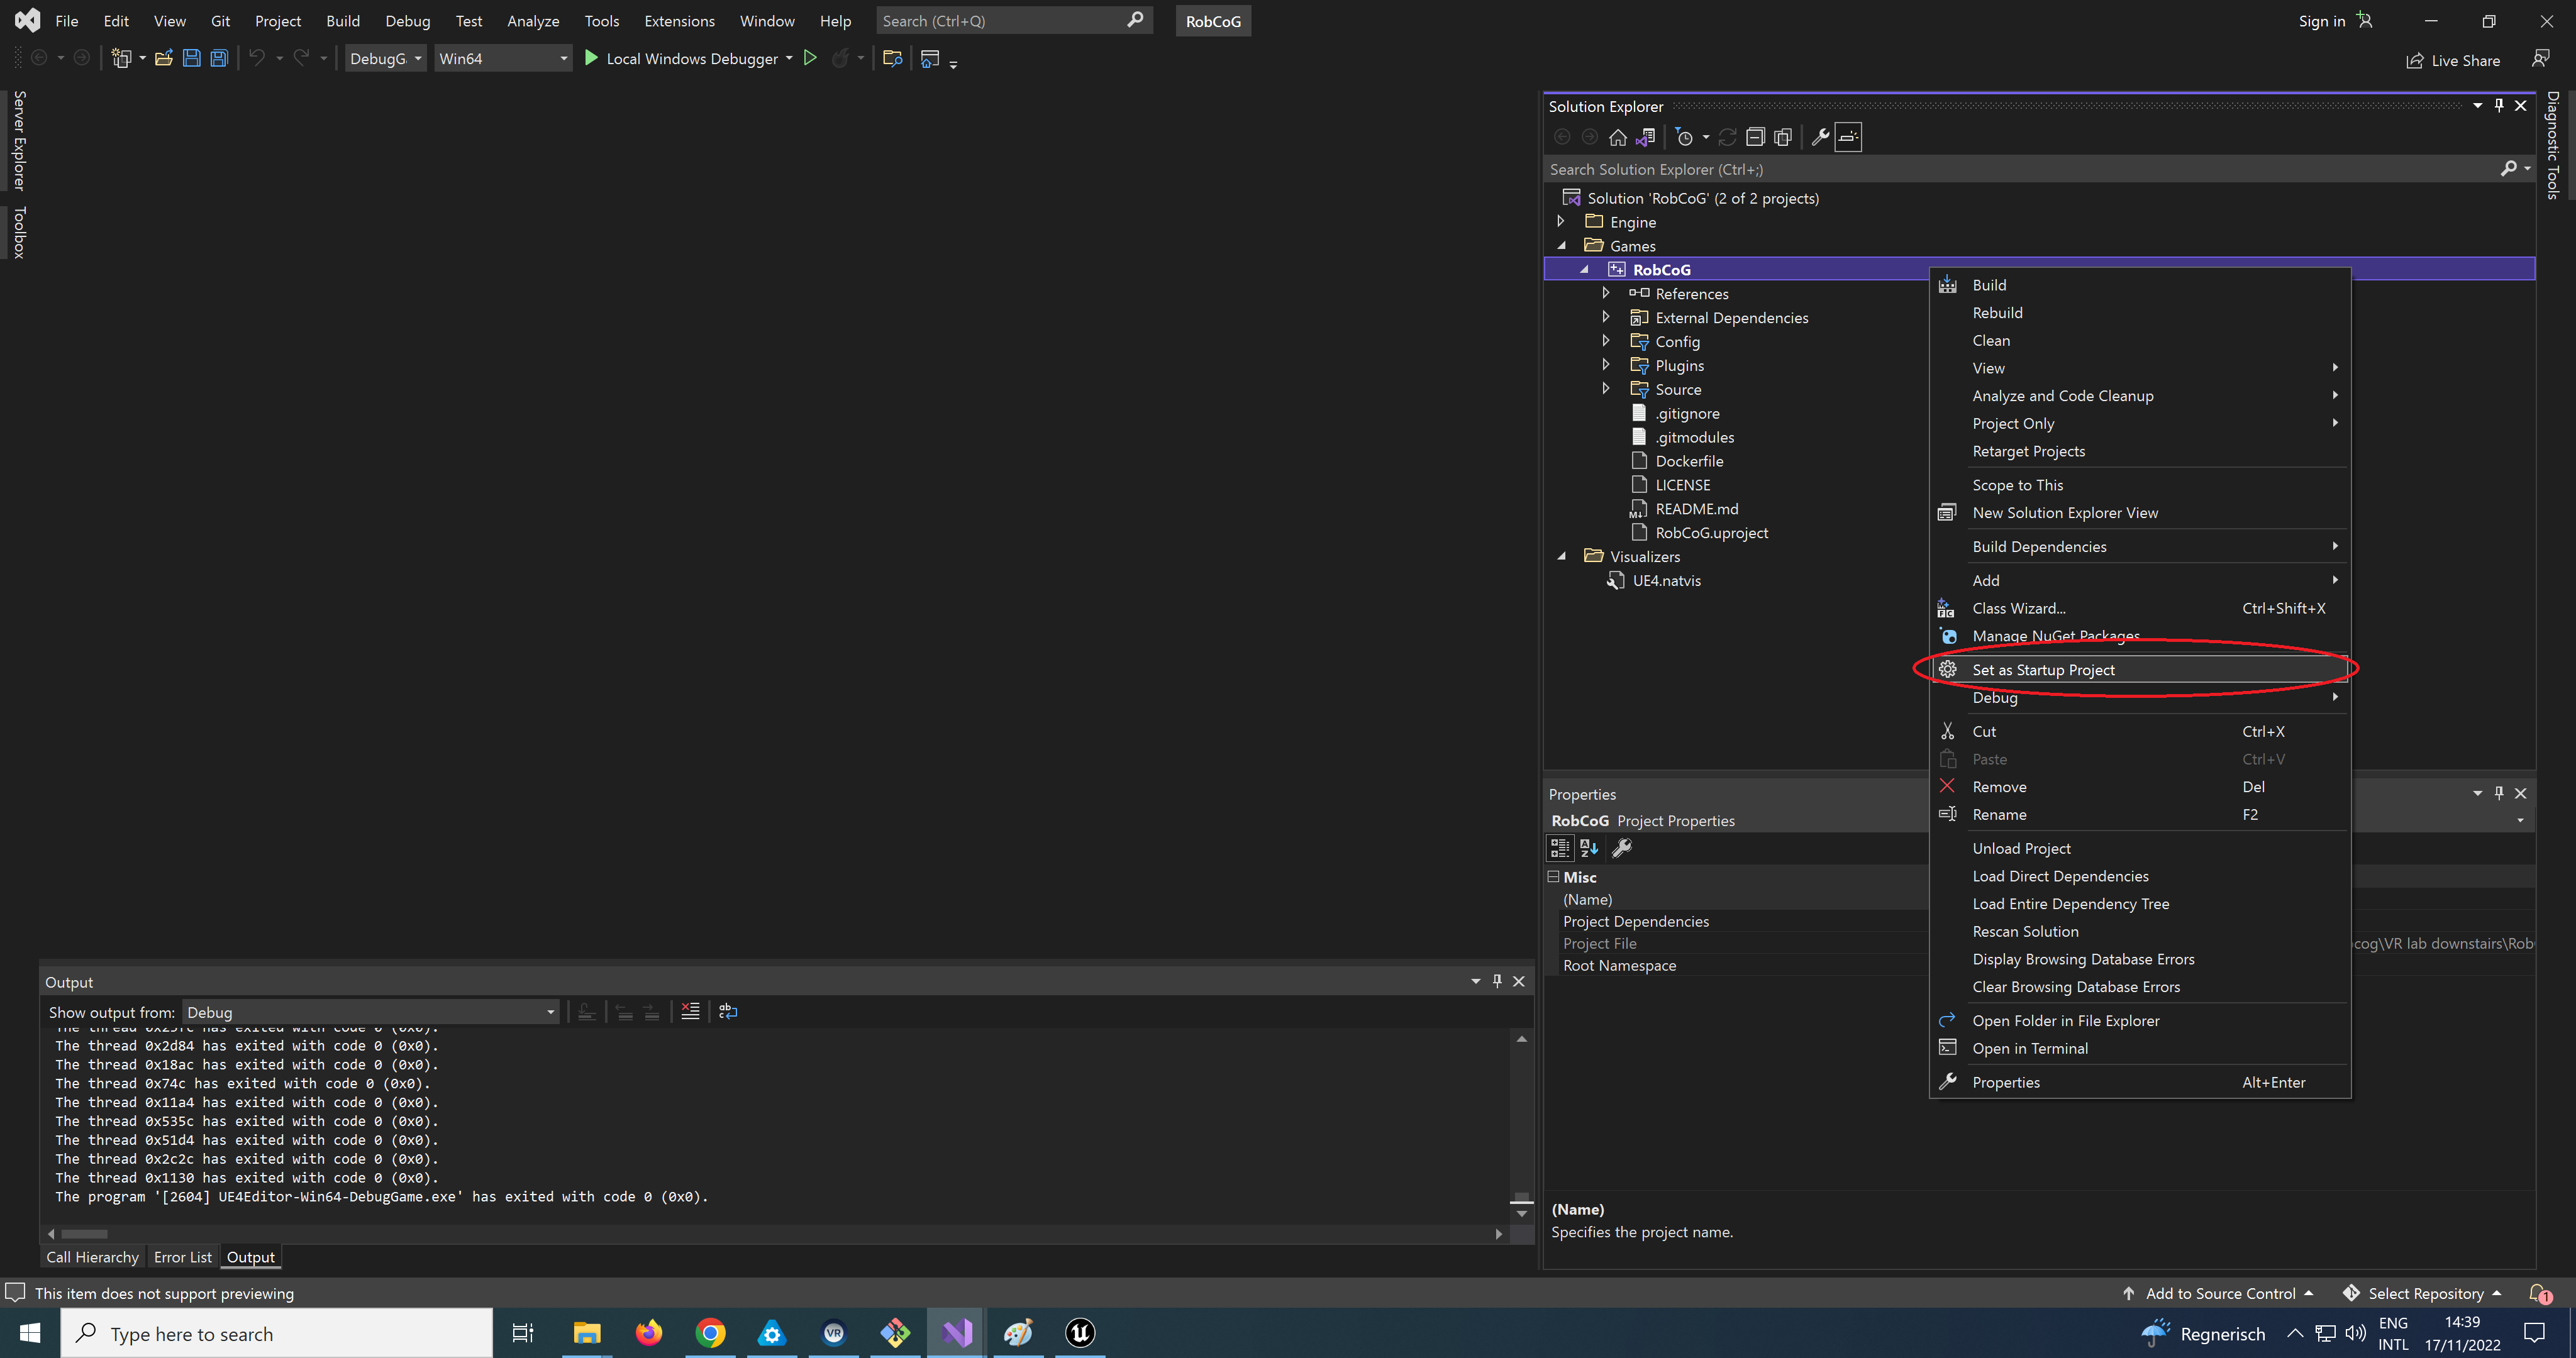 File Edit View Git Project Build Debug Test Analyze Tools Extensions Window Help Search (Ctrl+Q) RobCoG Sign in
DebugG Win64 Local Windows Debugger Live Share
Server Explorer
Toolbox
Solution Explorer
Search Solution Explorer (Ctrl+;)
Solution 'RobCoG' (2 of 2 projects)
Engine
Games
RobCoG
References
External Dependencies
Config
Plugins
Source
.gitignore
.gitmodules
Dockerfile
LICENSE
README.md
RobCoG.uproject
Visualizers
UE4.natvis
Diagnostic Tools
Build
Rebuild
Clean
View
Analyze and Code Cleanup
Project Only
Retarget Projects
Scope to This
New Solution Explorer View
Build Dependencies
Add
Class Wizard... Ctrl+Shift+X
Manage NuGet Packages
Set as Startup Project
Debug
Cut Ctrl+X
Paste Ctrl+V
Remove Del
Rename F2
Unload Project
Load Direct Dependencies
Load Entire Dependency Tree
Rescan Solution
Display Browsing Database Errors
Clear Browsing Database Errors
Open Folder in File Explorer
Open in Terminal
Properties Alt+Enter
Properties
RobCoG Project Properties
Misc
(Name)
Project Dependencies
Project File cog\VR lab downstairs\Rob
Root Namespace
(Name)
Specifies the project name.
Output
Show output from: Debug
The thread 0x2d84 has exited with code 0 (0x0).
The thread 0x18ac has exited with code 0 (0x0).
The thread 0x74c has exited with code 0 (0x0).
The thread 0x11a4 has exited with code 0 (0x0).
The thread 0x535c has exited with code 0 (0x0).
The thread 0x51d4 has exited with code 0 (0x0).
The thread 0x2c2c has exited with code 0 (0x0).
The thread 0x1130 has exited with code 0 (0x0).
The program '[2604] UE4Editor-Win64-DebugGame.exe' has exited with code 0 (0x0).
Call Hierarchy Error List Output
This item does not support previewing Add to Source Control Select Repository 1
Type here to search VR Regnerisch ENG INTL 14:39
17/11/2022